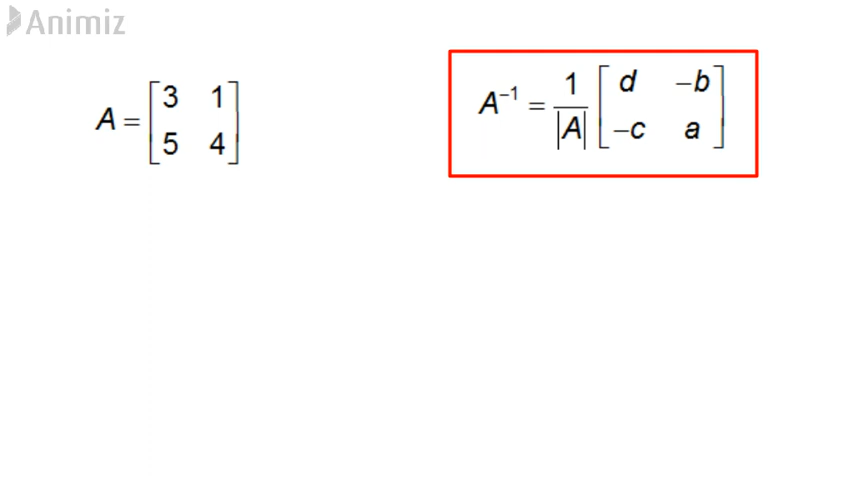 Animiz
A = [3 1
5 4]
A⁻¹ = 1/|A| [d −b
−c a]